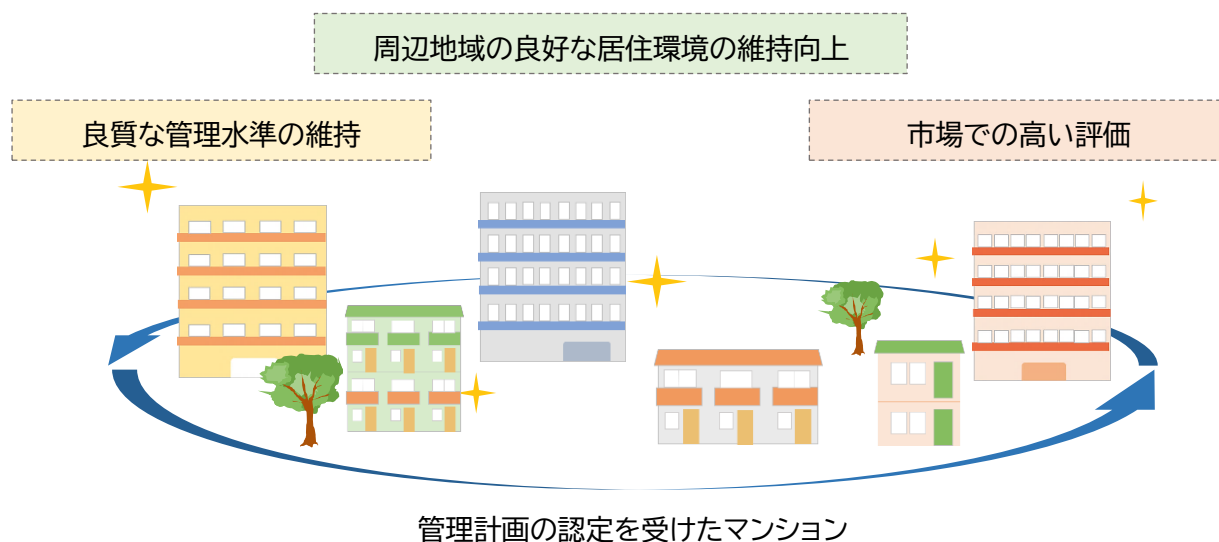 周辺地域の良好な居住環境の維持向上
良質な管理水準の維持
市場での高い評価
管理計画の認定を受けたマンション